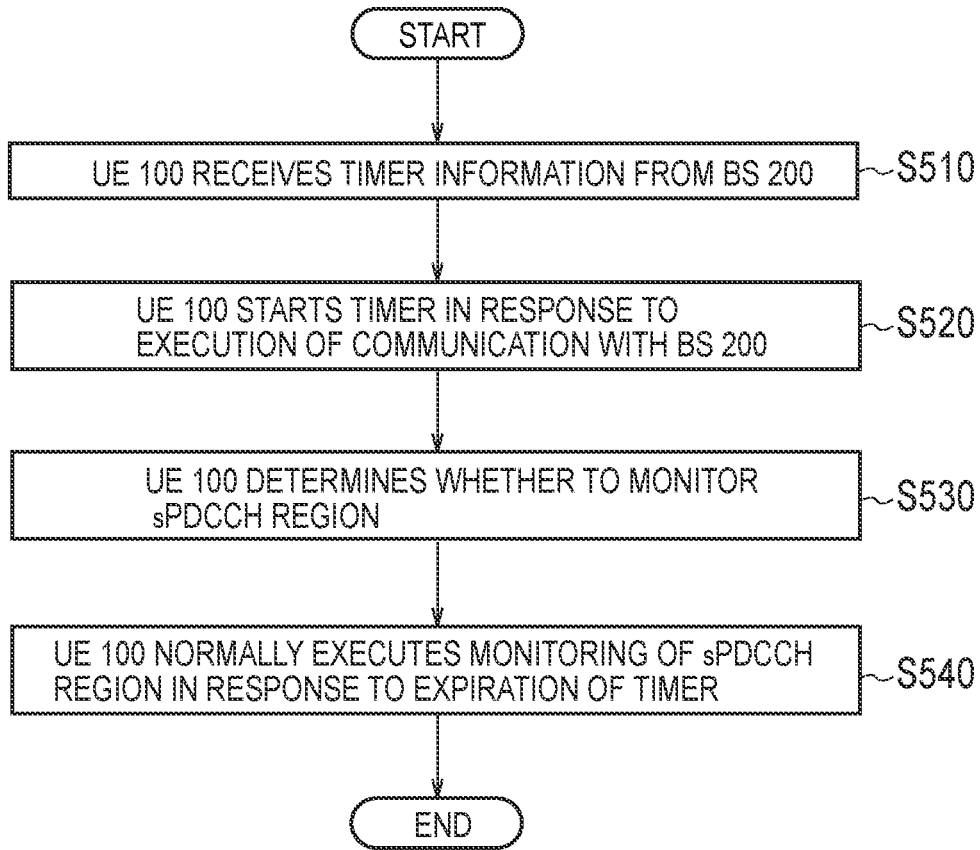 START
UE 100 RECEIVES TIMER INFORMATION FROM BS 200
S510
UE 100 STARTS TIMER IN RESPONSE TO
EXECUTION OF COMMUNICATION WITH BS 200
S520
UE 100 DETERMINES WHETHER TO MONITOR
sPDCCH REGION
S530
UE 100 NORMALLY EXECUTES MONITORING OF sPDCCH
REGION IN RESPONSE TO EXPIRATION OF TIMER
S540
END